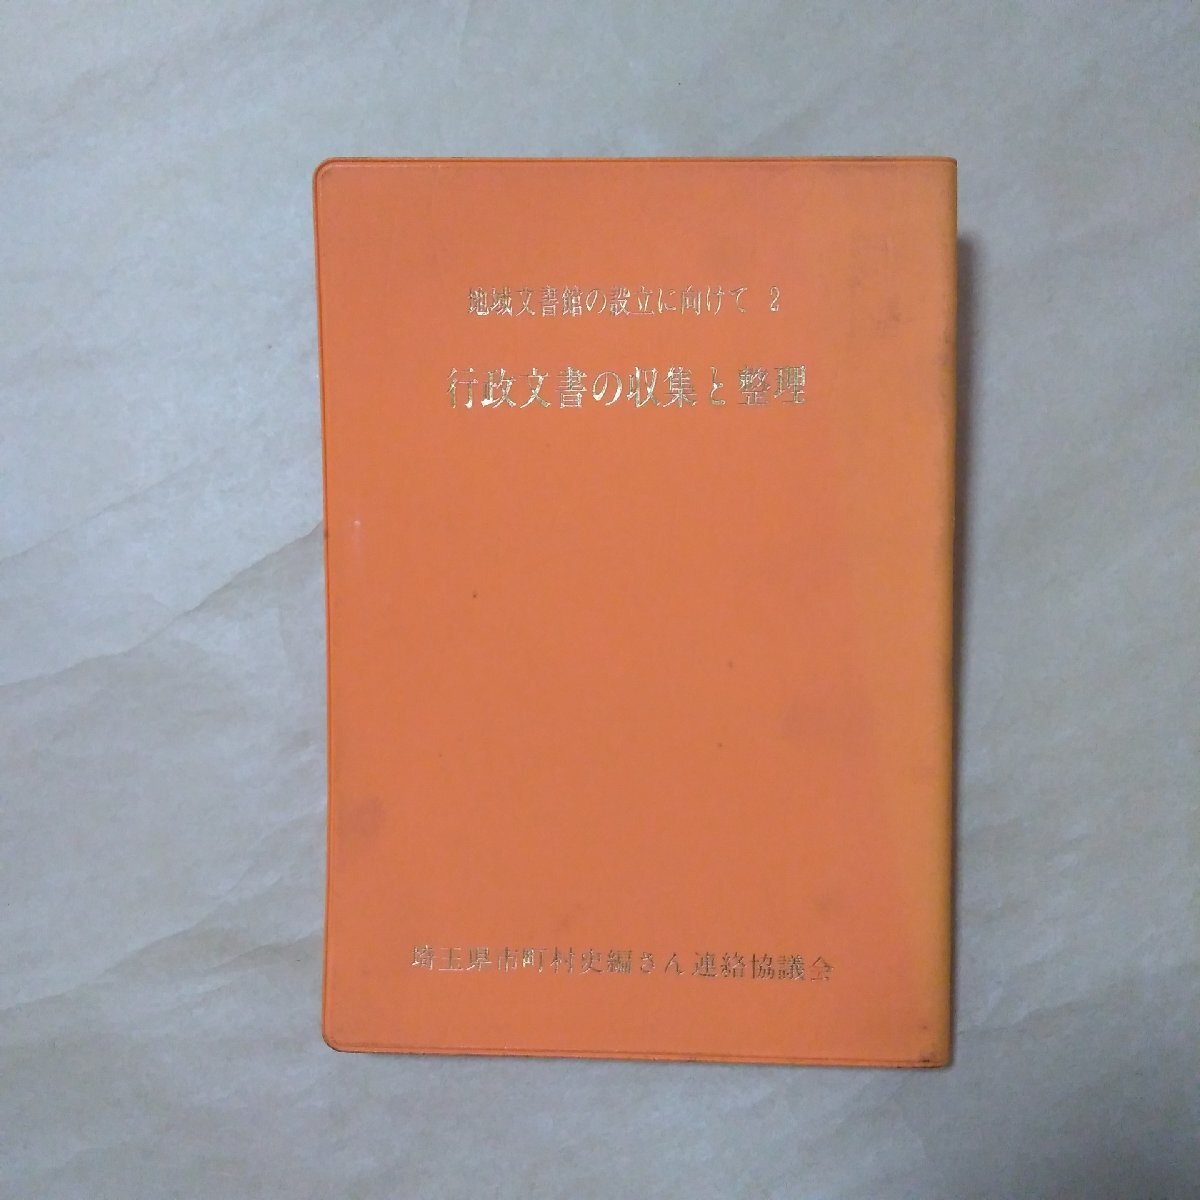 地域文書館の設立に向けて 2
行政文書の収集と整理
埼玉県市町村史編さん連絡協議会